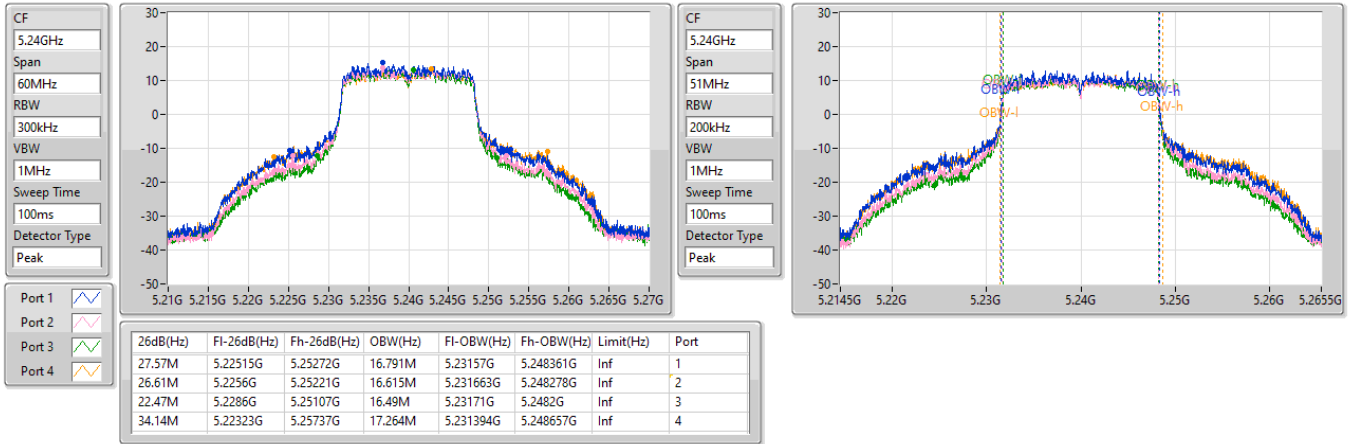 CF
5.24GHz
Span
60MHz
RBW
300kHz
VBW
1MHz
Sweep Time
100ms
Detector Type
Peak
30
20
10
0
-10
-20
-30
-40
-50
5.21G 5.215G 5.22G 5.225G 5.23G 5.235G 5.24G 5.245G 5.25G 5.255G 5.26G 5.265G 5.27G
CF
5.24GHz
Span
51MHz
RBW
200kHz
VBW
1MHz
Sweep Time
100ms
Detector Type
Peak
30
20
10
0
-10
-20
-30
-40
-50
OBW-l
OBW-h
OBW-h
5.2145G 5.22G 5.23G 5.24G 5.25G 5.26G 5.2655G
Port 1
Port 2
Port 3
Port 4
26dB(Hz) Fl-26dB(Hz) Fh-26dB(Hz) OBW(Hz) Fl-OBW(Hz) Fh-OBW(Hz) Limit(Hz) Port
27.57M 5.22515G 5.25272G 16.791M 5.23157G 5.248361G Inf 1
26.61M 5.2256G 5.25221G 16.615M 5.231663G 5.248278G Inf 2
22.47M 5.2286G 5.25107G 16.49M 5.23171G 5.2482G Inf 3
34.14M 5.22323G 5.25737G 17.264M 5.231394G 5.248657G Inf 4